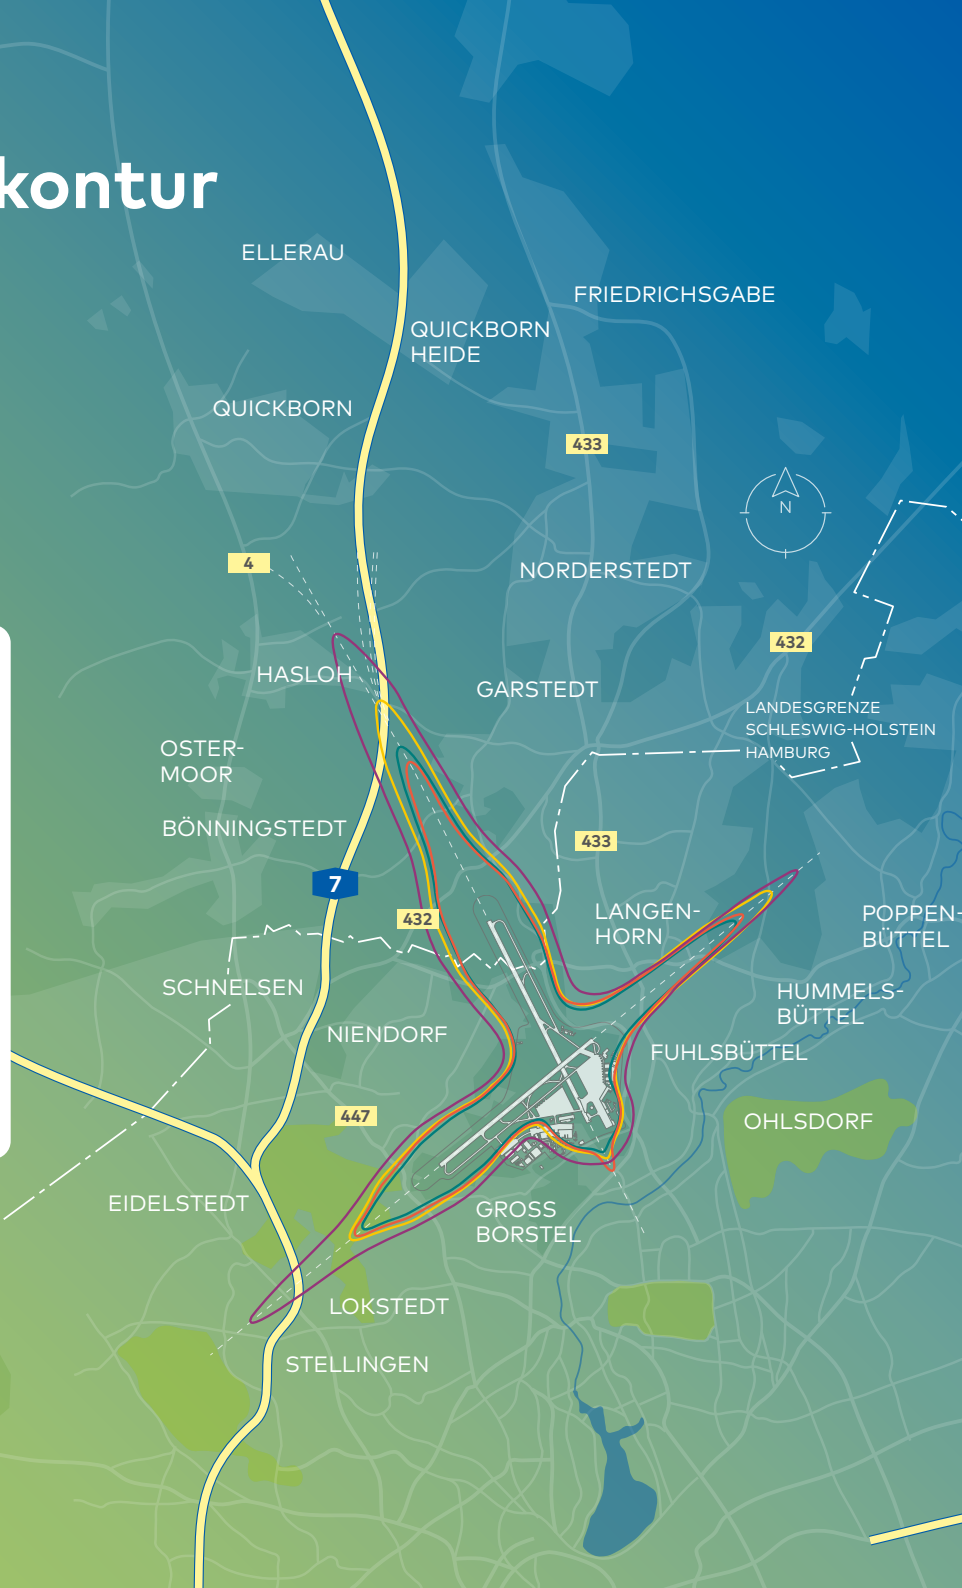 kontur
ELLERAU
FRIEDRICHSGABE
QUICKBORN
HEIDE
QUICKBORN
433
N
4
NORDERSTEDT
432
HASLOH
GARSTEDT
LANDESGRENZE
SCHLESWIG-HOLSTEIN
HAMBURG
OSTER-
MOOR
BÖNNINGSTEDT
433
7
432
LANGEN-
HORN
POPPEN-
BÜTTEL
SCHNELSEN
HUMMELS-
BÜTTEL
NIENDORF
FUHLSBÜTTEL
447
OHLSDORF
EIDELSTEDT
GROSS
BORSTEL
LOKSTEDT
STELLINGEN